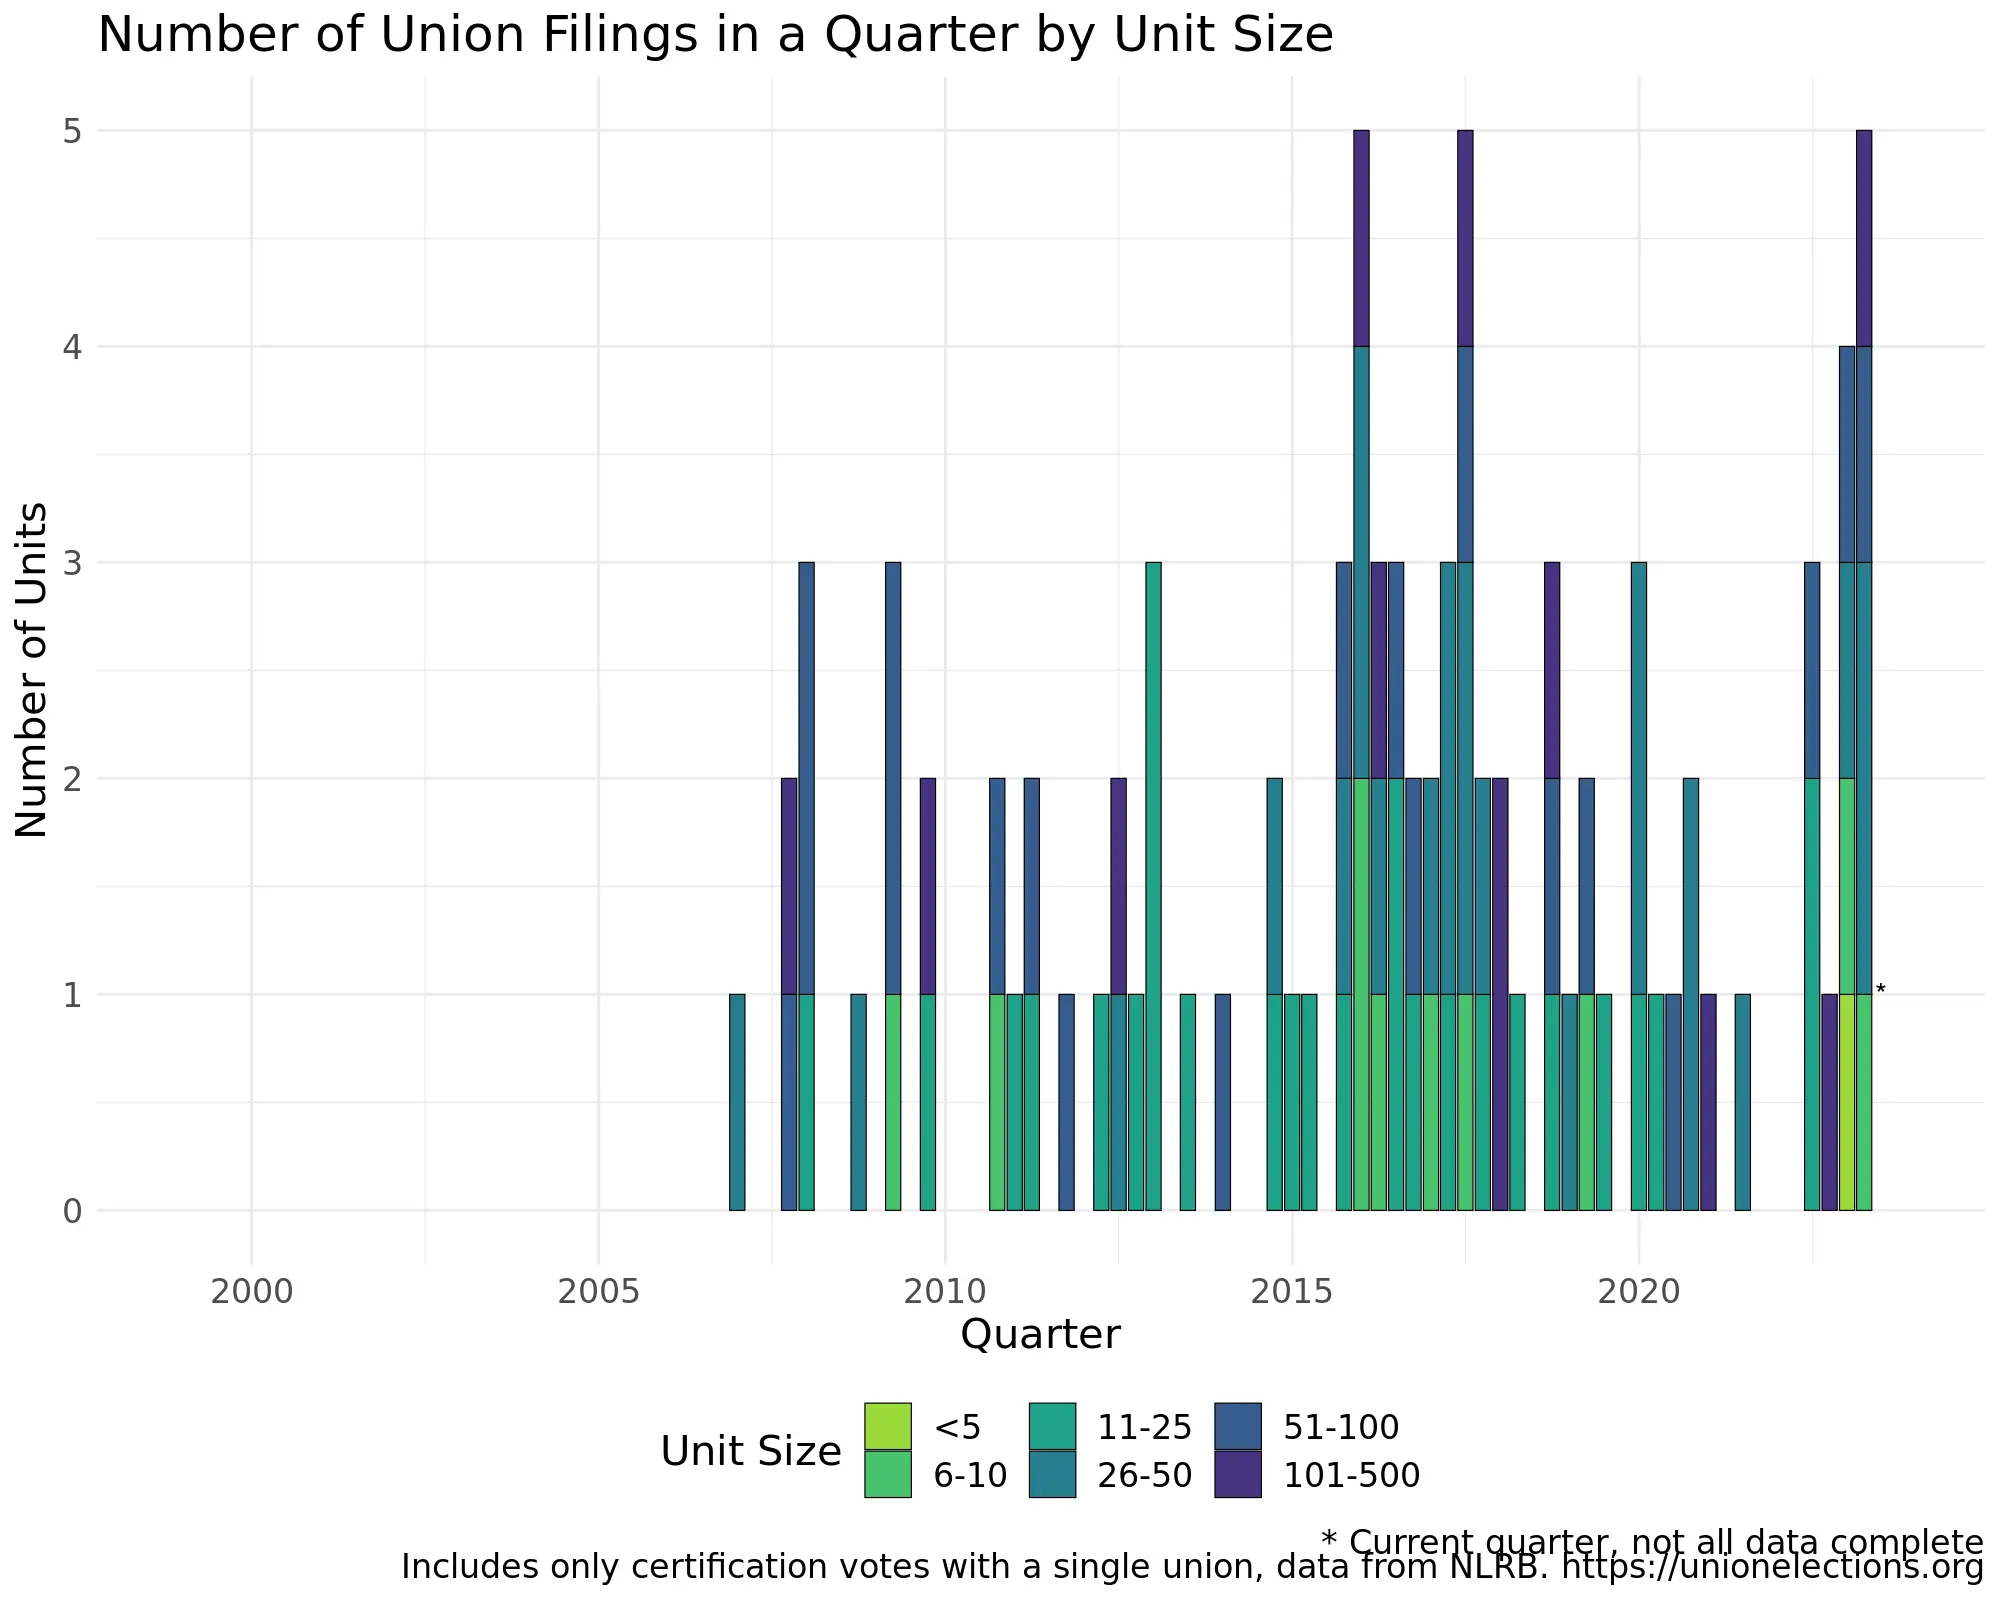 Number of Union Filings in a Quarter by Unit Size
Number of Units
5
4
3
2
1
0
*
2000 2005 2010 2015 2020
Quarter
Unit Size
<5 11-25 51-100
6-10 26-50 101-500
* Current quarter, not all data complete
Includes only certification votes with a single union, data from NLRB. https://unionelections.org